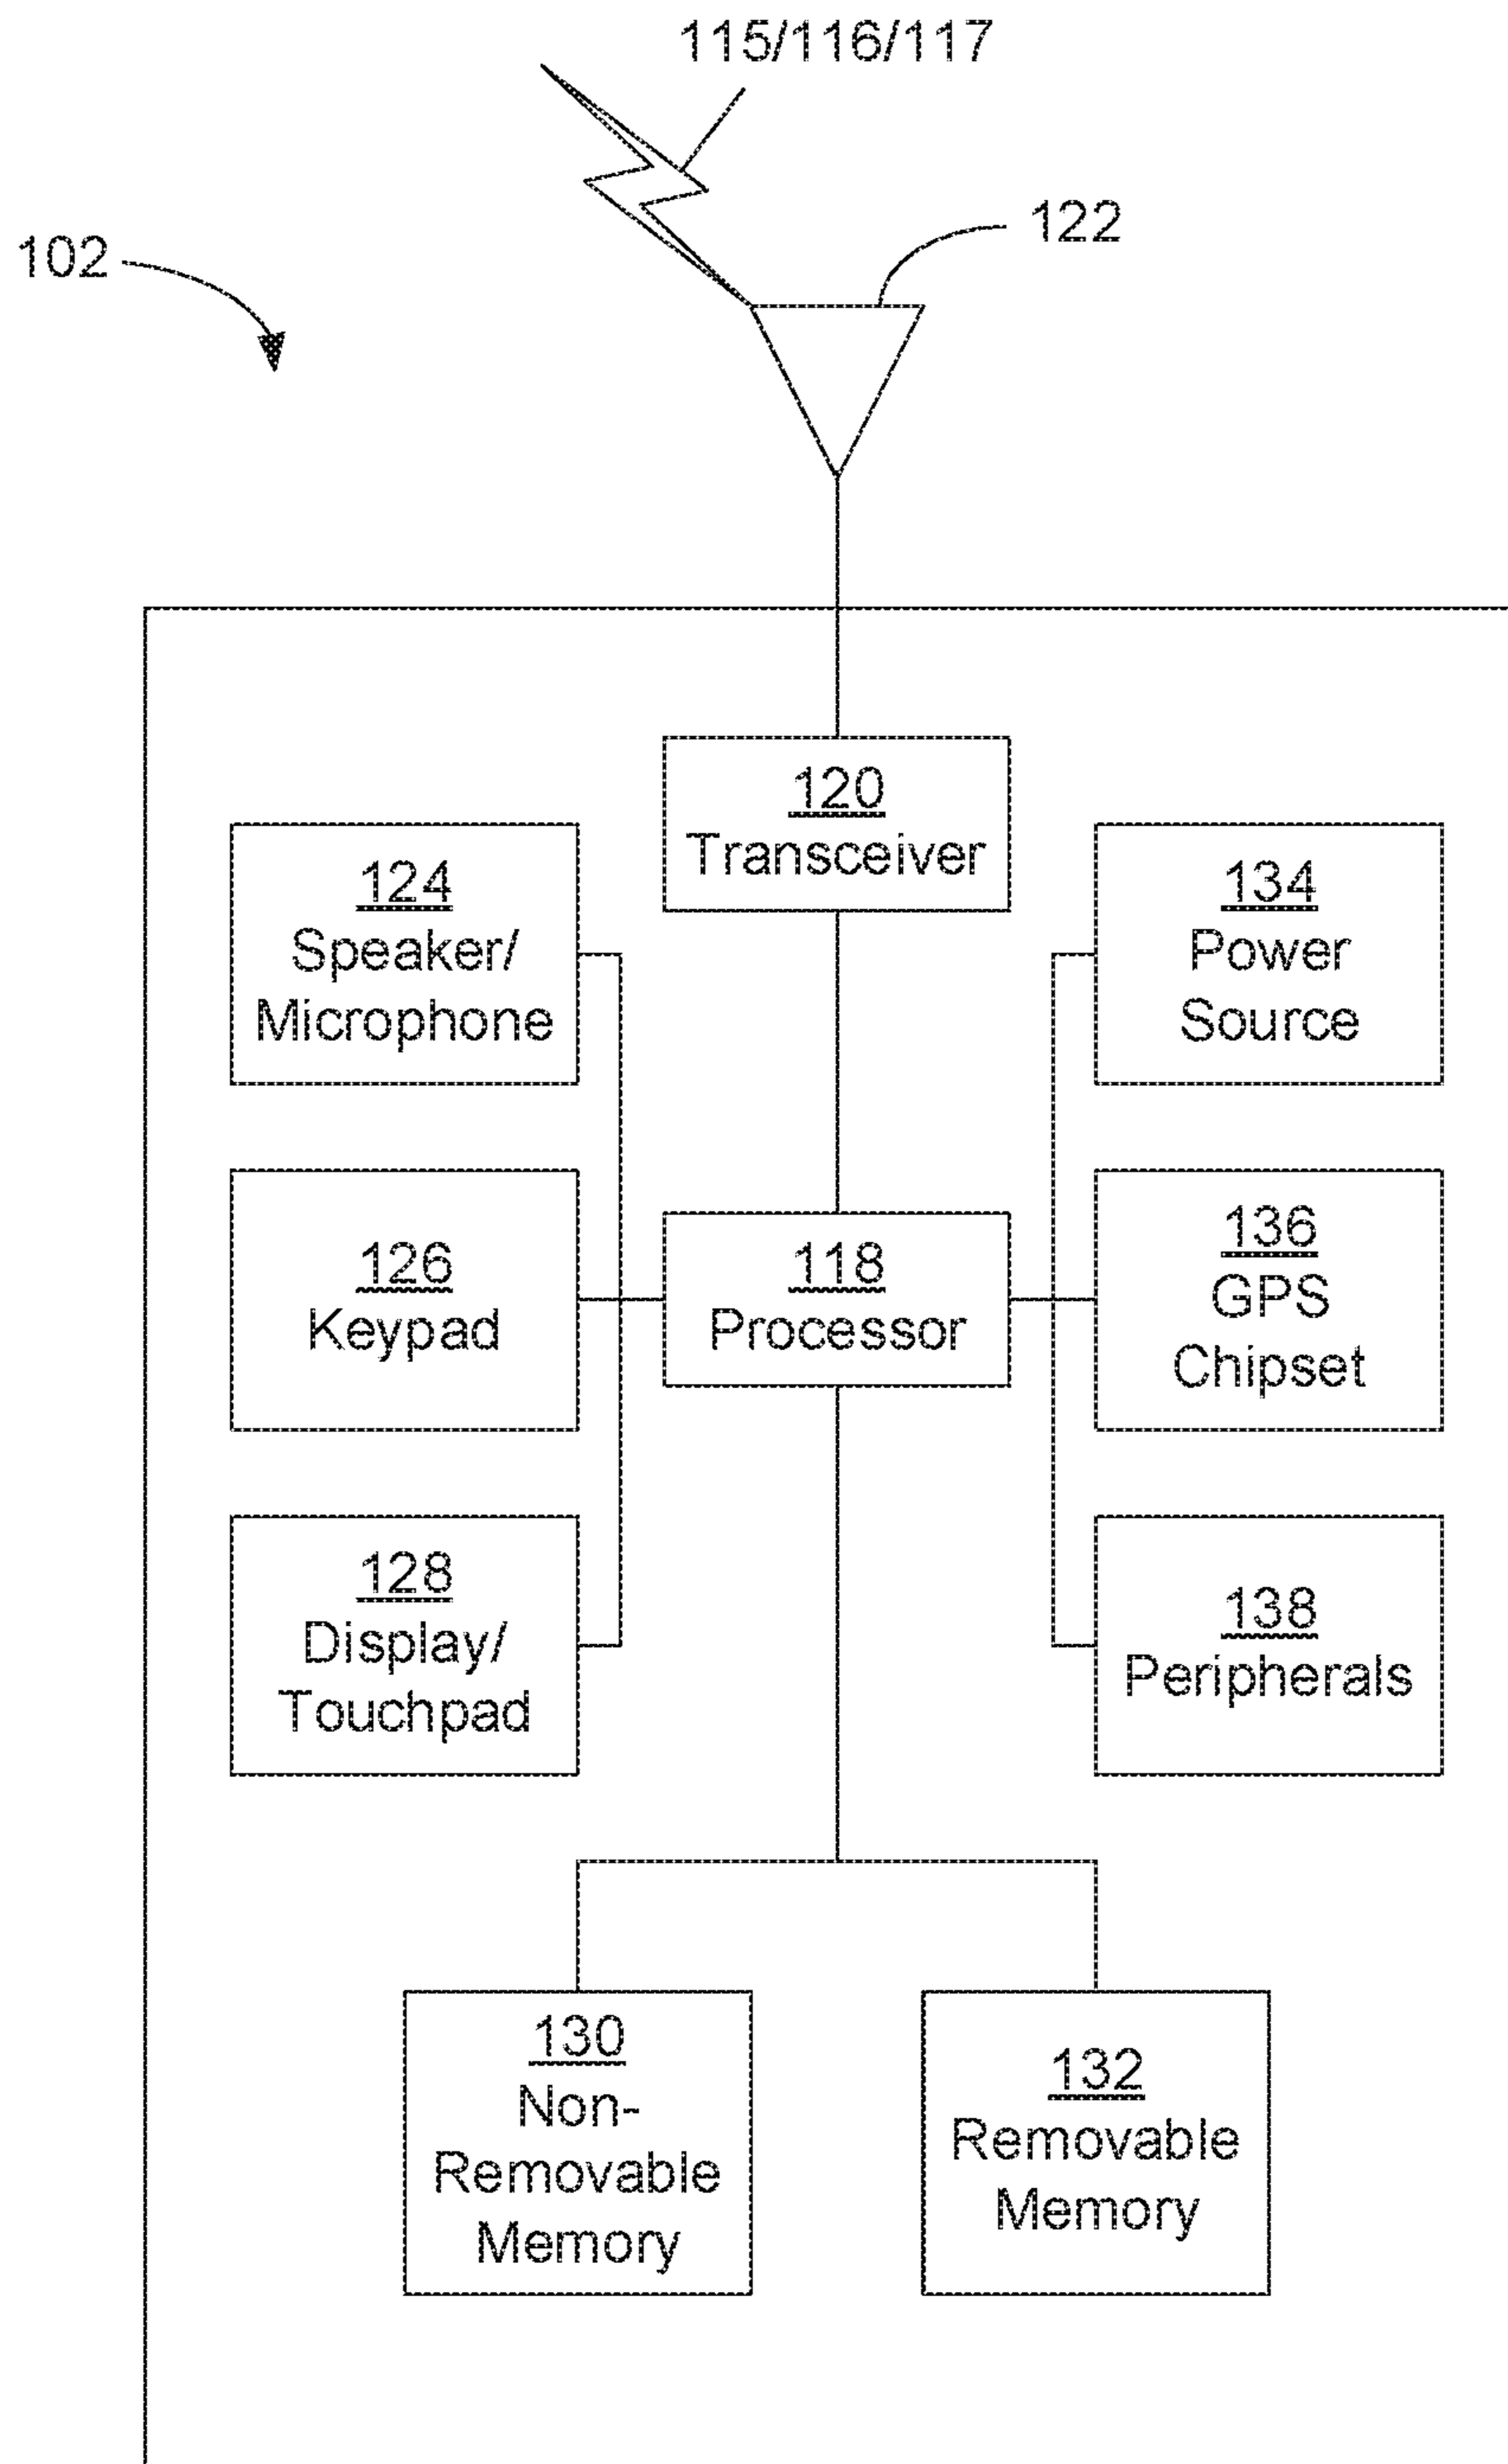 115/116/117
122
102
120
Transceiver
124
Speaker/
Microphone
134
Power
Source
126
Keypad
118
Processor
136
GPS
Chipset
128
Display/
Touchpad
138
Peripherals
130
Non-
Removable
Memory
132
Removable
Memory